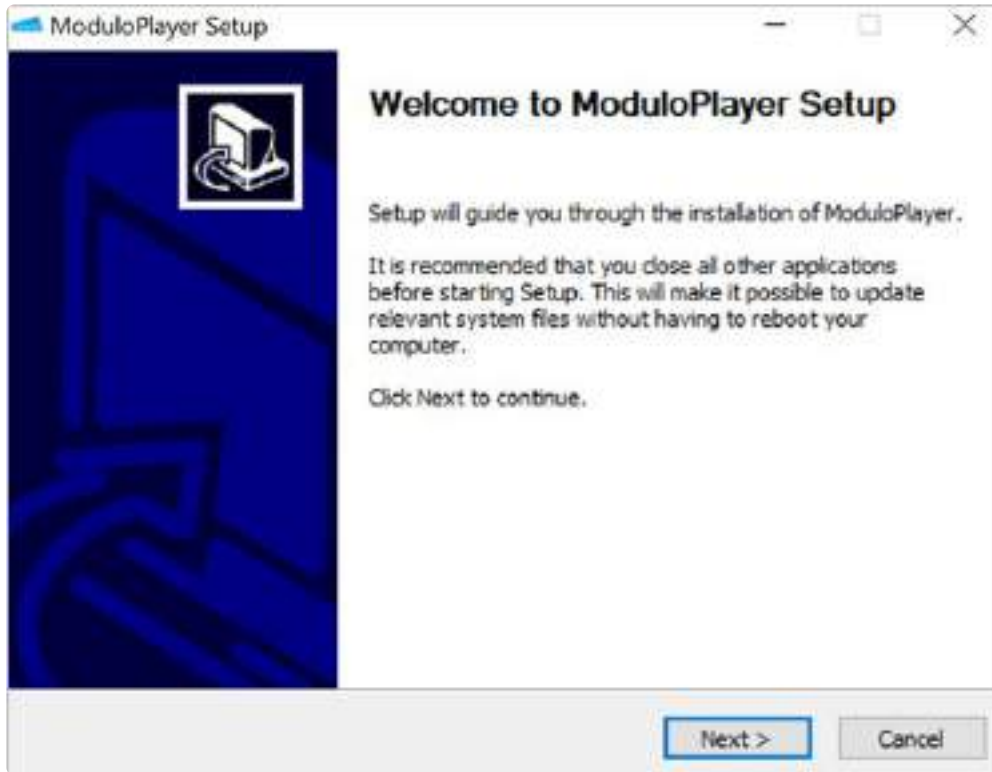 ModuloPlayer Setup
Welcome to ModuloPlayer Setup
Setup will guide you through the installation of ModuloPlayer.
It is recommended that you close all other applications
before starting Setup. This will make it possible to update
relevant system files without having to reboot your
computer.
Click Next to continue.
Next >
Cancel